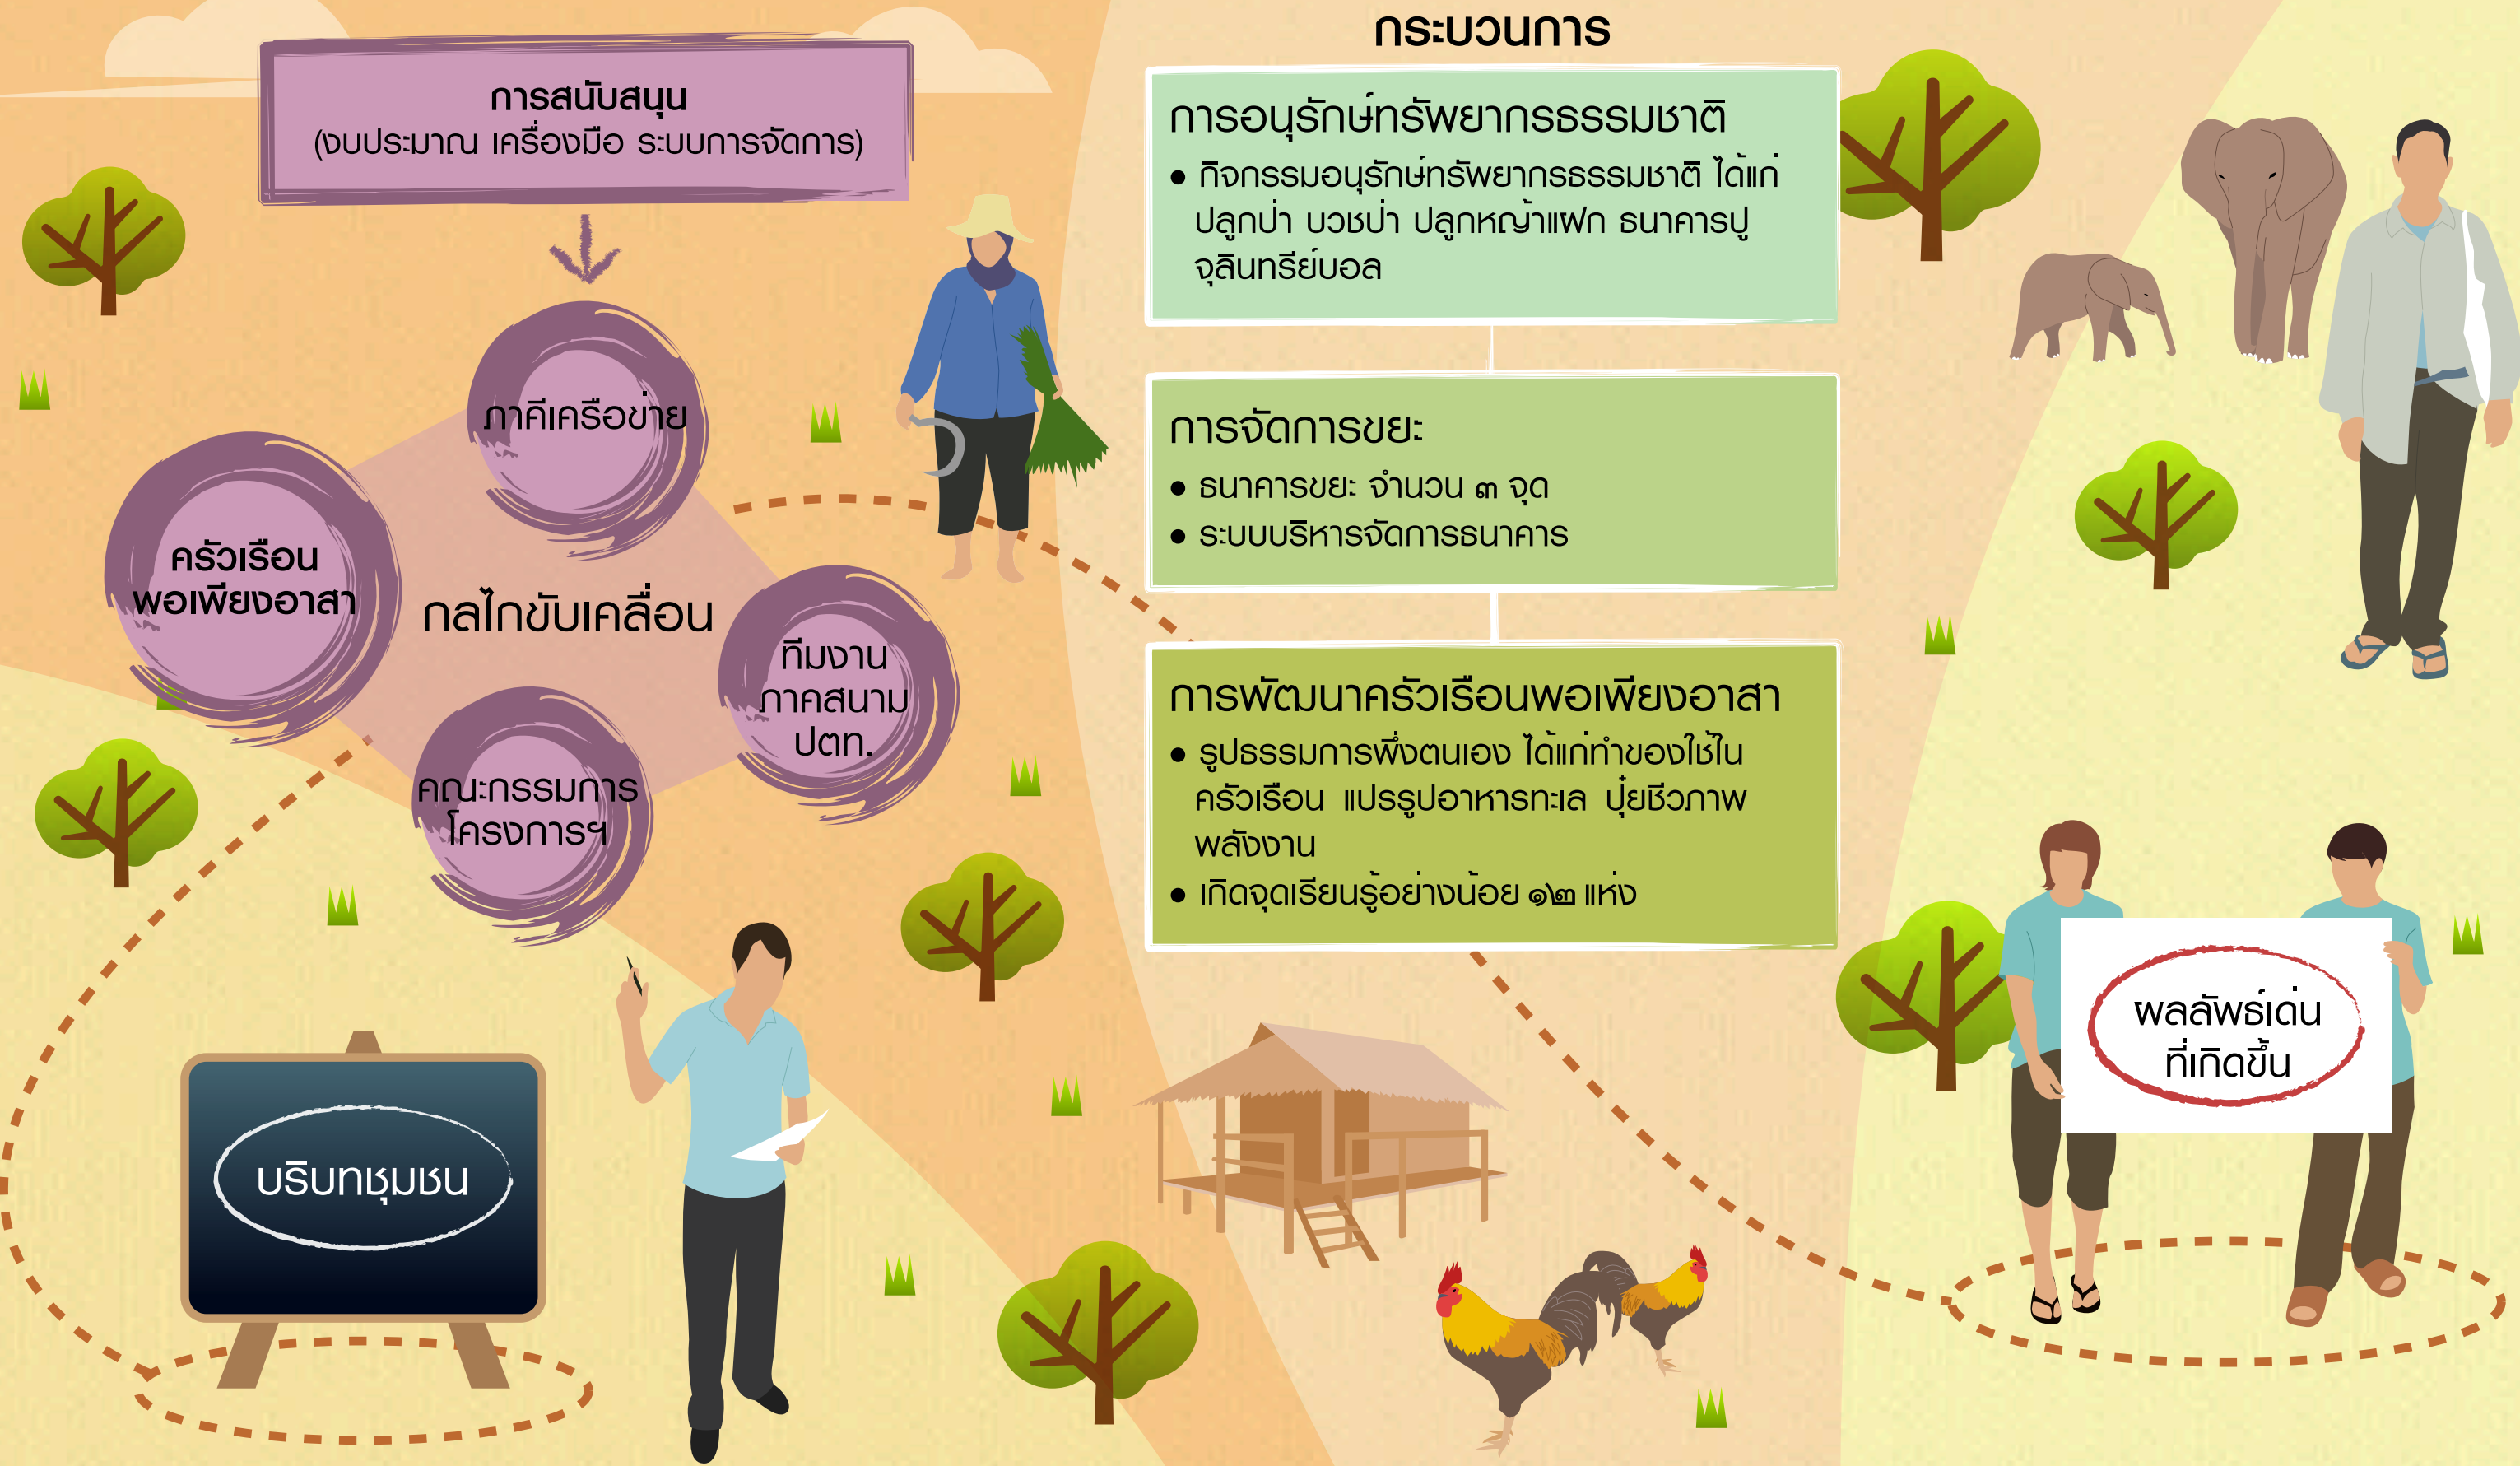 การสนับสนุน
(งบประมาณ เครื่องมือ ระบบการจัดการ)
ภาคีเครือข่าย
ครัวเรือน
พอเพียงอาสา
กลไกขับเคลื่อน
ทีมงาน
ภาคสนาม
ปตท.
คณะกรรมการ
โครงการฯ
บริบทชุมชน
กระบวนการ
การอนุรักษ์ทรัพยากรธรรมชาติ
• กิจกรรมอนุรักษ์ทรัพยากรธรรมชาติ ได้แก่
ปลูกป่า บวชป่า ปลูกหญ้าแฝก ธนาคารปู
จุลินทรีย์บอล
การจัดการขยะ
• ธนาคารขยะ จำนวน ๓ จุด
• ระบบบริหารจัดการธนาคาร
การพัฒนาครัวเรือนพอเพียงอาสา
• รูปธรรมการพึ่งตนเอง ได้แก่ทำของใช้ใน
ครัวเรือน แปรรูปอาหารทะเล ปุ๋ยชีวภาพ
พลังงาน
• เกิดจุดเรียนรู้อย่างน้อย ๑๒ แห่ง
ผลลัพธ์เด่น
ที่เกิดขึ้น